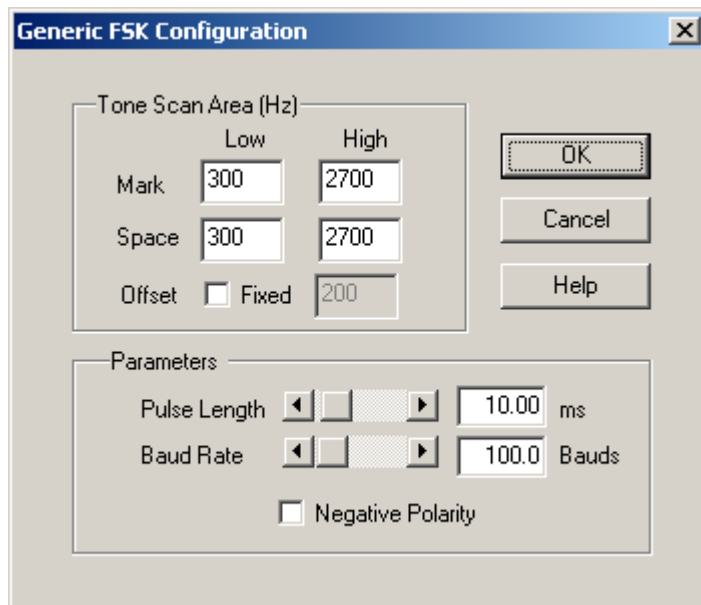 Generic FSK Configuration
Tone Scan Area (Hz)
Low High
Mark 300 2700
Space 300 2700
Offset Fixed 200
OK
Cancel
Help
Parameters
Pulse Length 10.00 ms
Baud Rate 100.0 Bauds
Negative Polarity